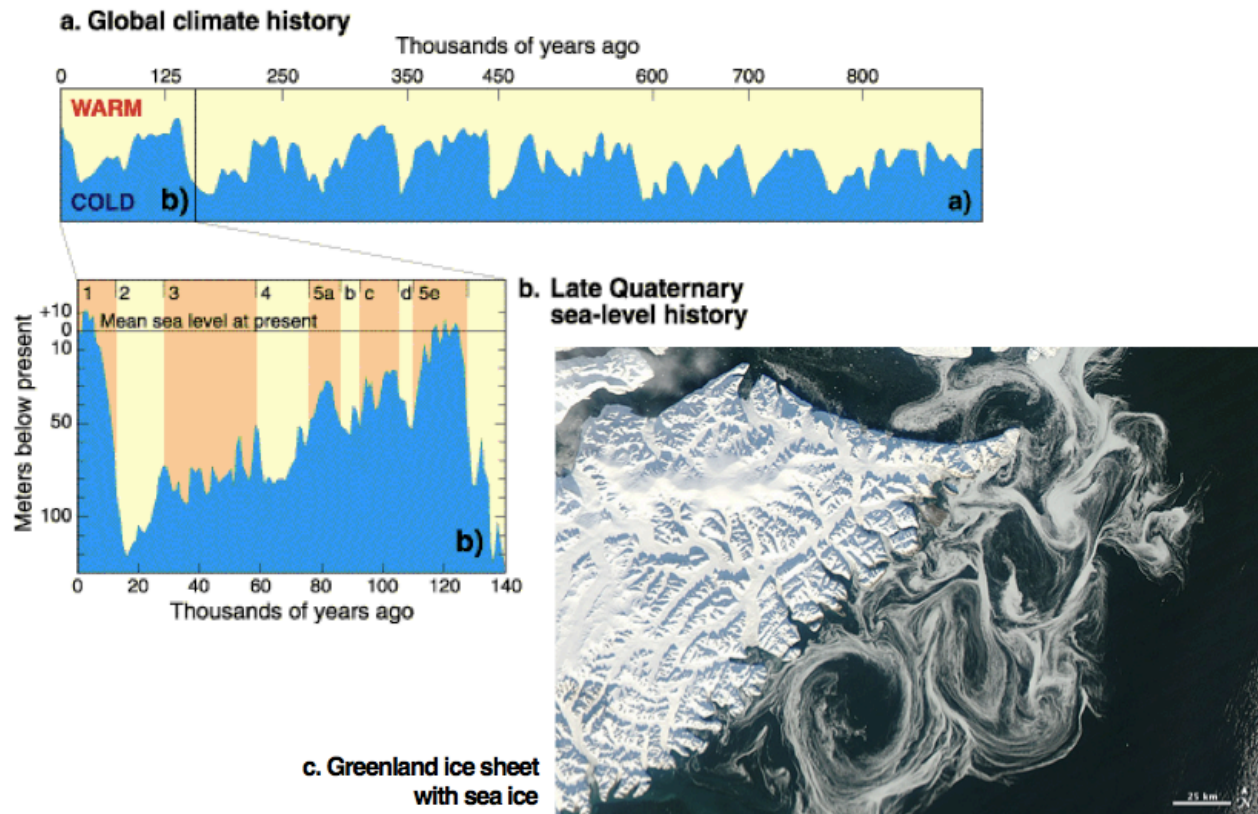 a. Global climate history
Thousands of years ago
0 125 250 350 450 600 700 800
WARM
COLD
b)
a)
b. Late Quaternary
sea-level history
1 2 3 4 5a b c d 5e
Mean sea level at present
+10
0
10
50
100
Meters below present
b)
0 20 40 60 80 100 120 140
Thousands of years ago
c. Greenland ice sheet
with sea ice
25 km
N